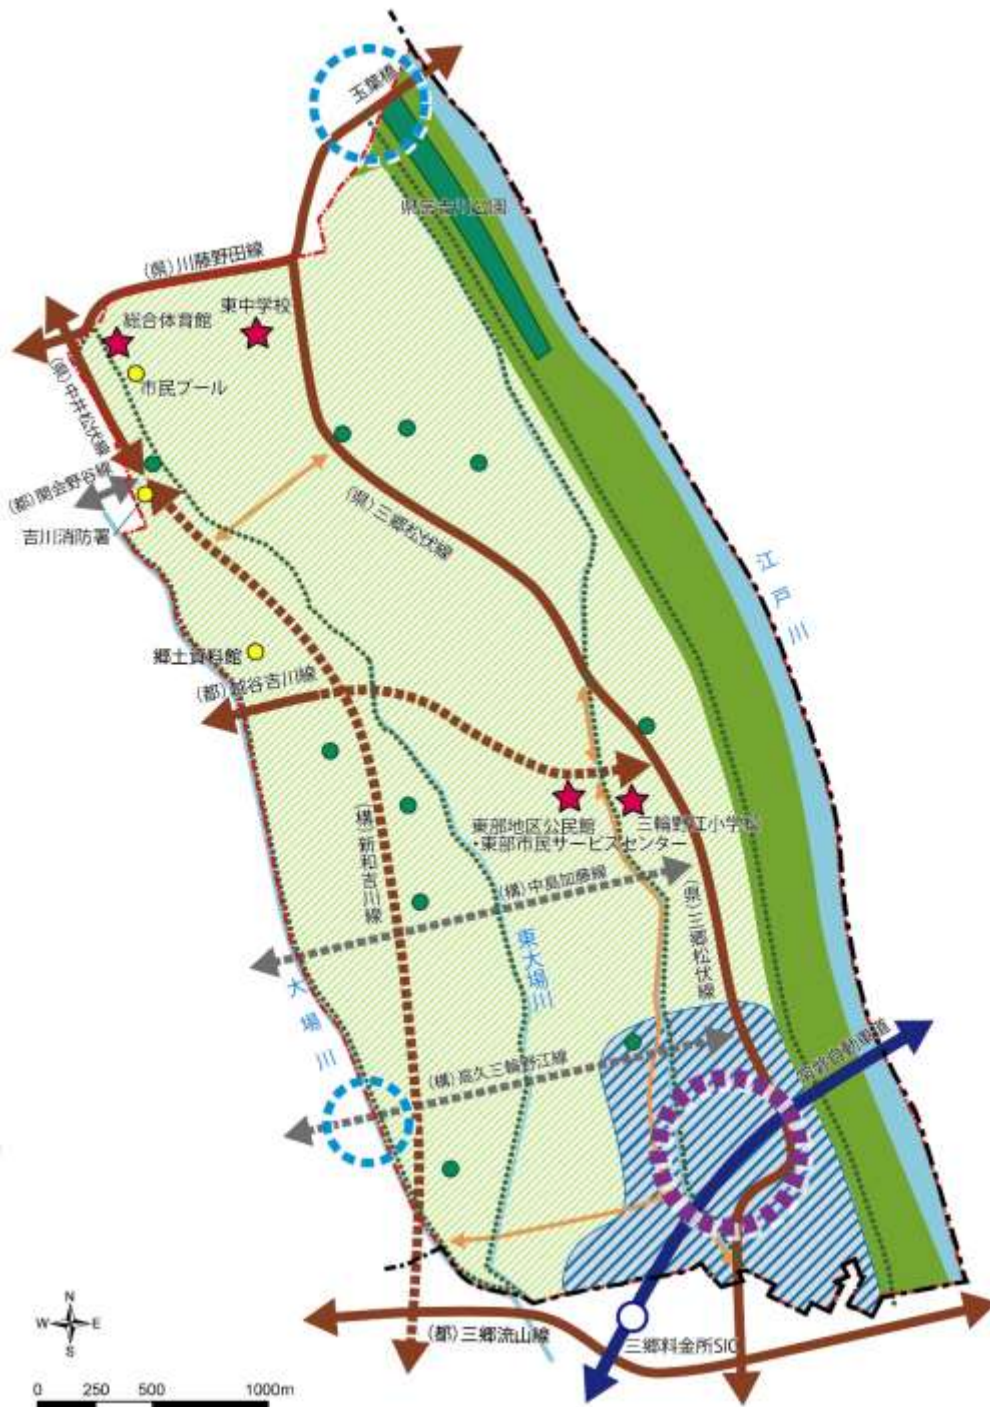 玉葉橋
県営吉川公園
(県)川藤野田線
東中学校
総合体育館
市民プール
(県)中井松伏線
(都)関会野谷線
吉川消防署
(県)三郷松伏線
江戸川
郷土資料館
(都)越谷吉川線
(構)新和吉川線
東部地区公民館
・東部市民サービスセンター
三輪野江小学校
(構)中島加藤線
(県)三郷松伏線
東大場川
大場川
(構)高久三輪野江線
常磐自動車道
(都)三郷流山線
三郷料金所SIC
N
W E
S
0 250 500 1000m